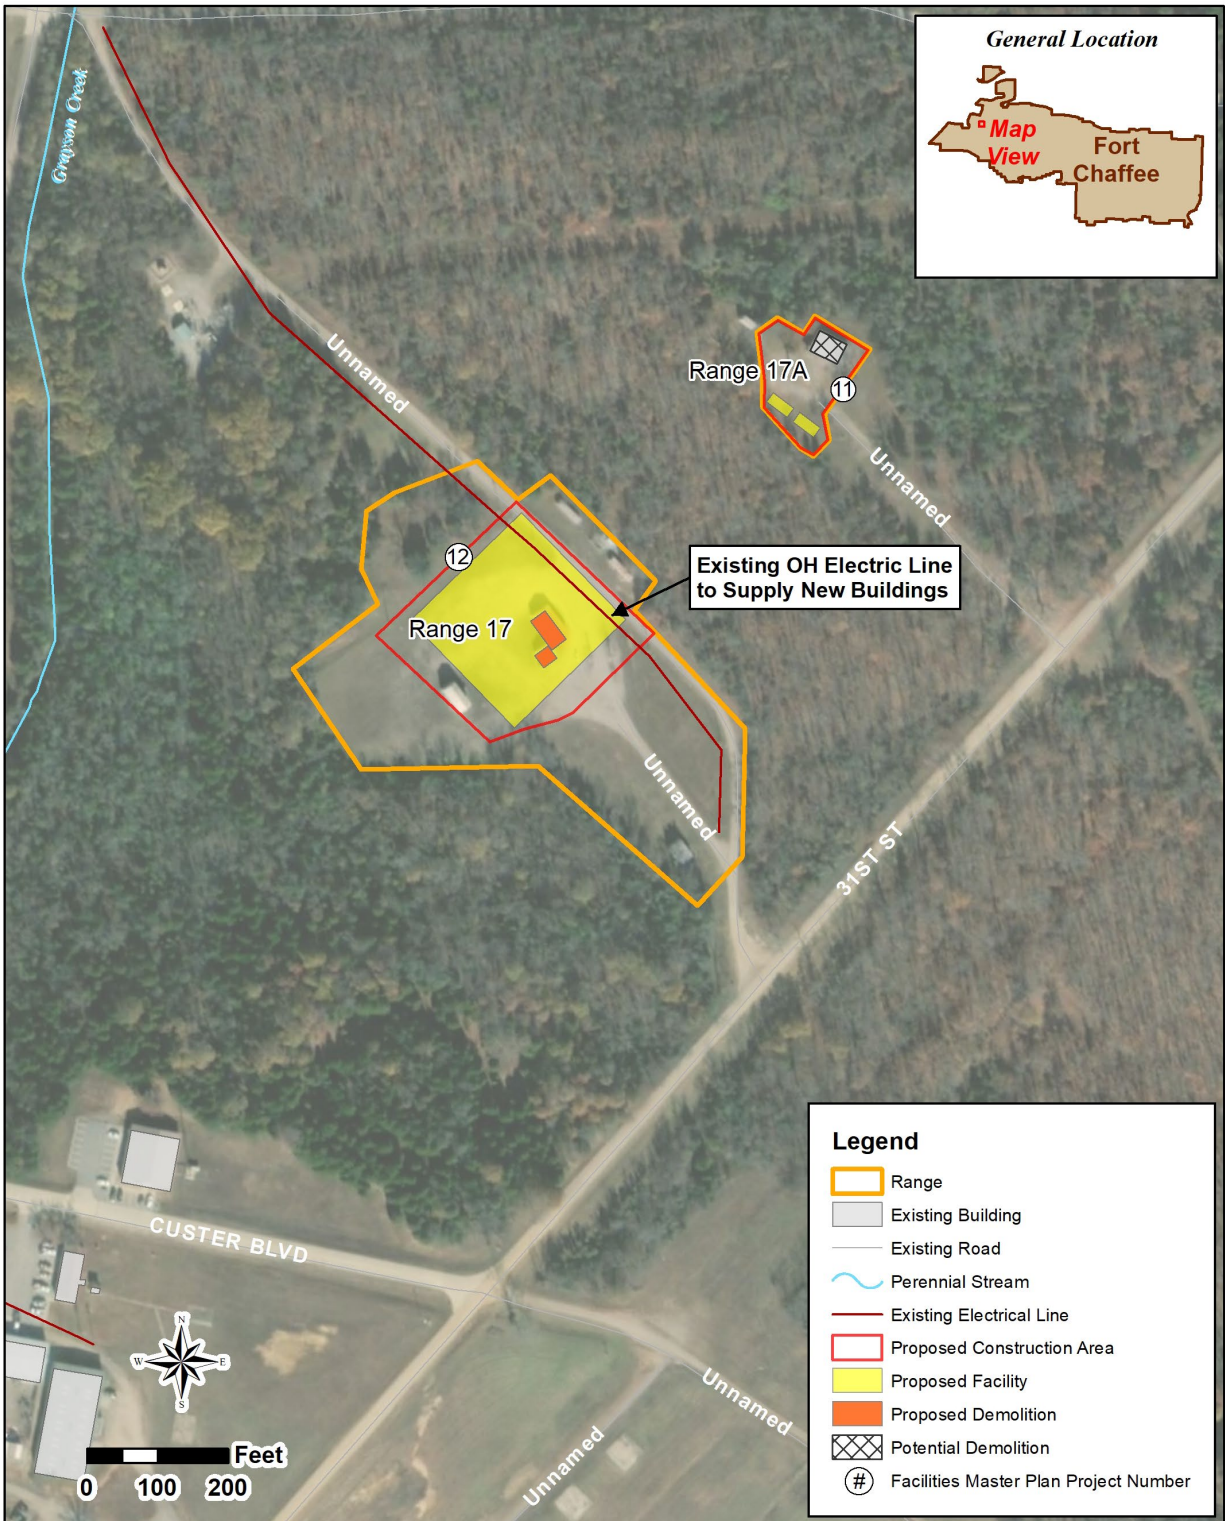 General Location
Map
View
Fort
Chaffee
Grayson Creek
Unnamed
Range 17A
11
Unnamed
12
Existing OH Electric Line
to Supply New Buildings
Range 17
Unnamed
31ST ST
CUSTER BLVD
Unnamed
Unnamed
N
W E
S
Feet
0 100 200
Legend
Range
Existing Building
Existing Road
Perennial Stream
Existing Electrical Line
Proposed Construction Area
Proposed Facility
Proposed Demolition
Potential Demolition
# Facilities Master Plan Project Number